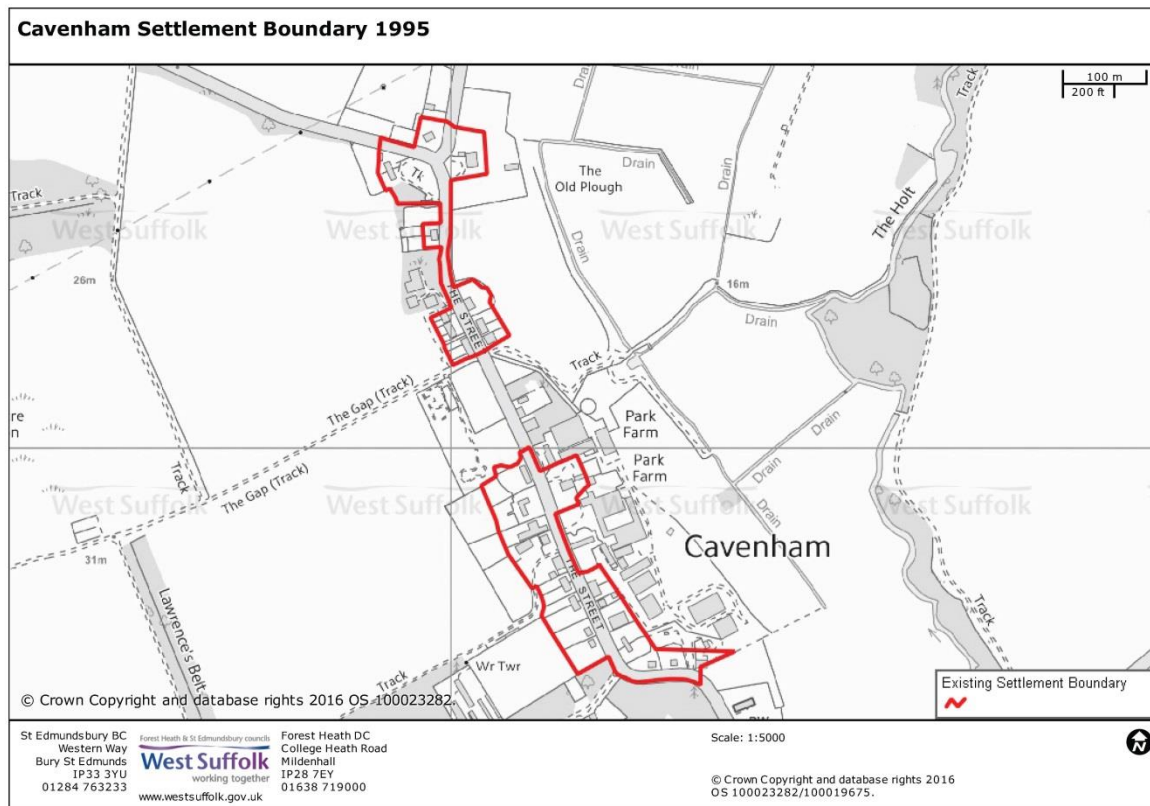 Cavenham Settlement Boundary 1995
100 m
200 ft
Track
Drain
The
Old Plough
Drain
P
The Holt
Tk
Track
West Suffolk
West Suffolk
West Suffolk
West Suffolk
Drain
26m
16m
Drain
THE STREET
Track
The Gap (Track)
Park
Farm
re
n
Drain
Park
Farm
Drain
Track
The Gap (Track)
West Suffolk
West Suffolk
West Suffolk
West Suffolk
Drain
31m
Cavenham
THE STREET
Lawrence's Belt
Track
Wr Twr
Track
Existing Settlement Boundary
© Crown Copyright and database rights 2016 OS 100023282.
St Edmundsbury BC
Western Way
Bury St Edmunds
IP33 3YU
01284 763233
Forest Heath & St Edmundsbury councils
West Suffolk
working together
www.westsuffolk.gov.uk
Forest Heath DC
College Heath Road
Mildenhall
IP28 7EY
01638 719000
Scale: 1:5000
© Crown Copyright and database rights 2016
OS 100023282/100019675.
N